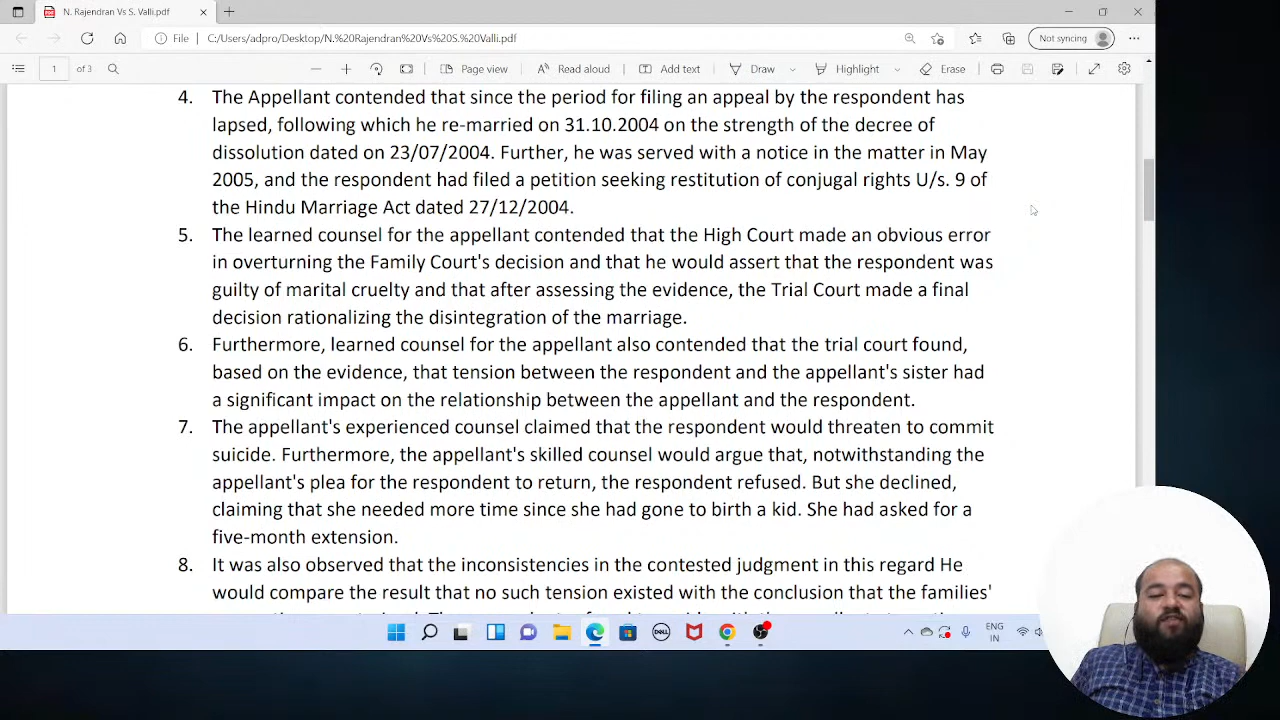 N. Rajendran Vs S. Valli.pdf
File C:/Users/adpro/Desktop/N.%20Rajendran%20Vs%20S.%20Valli.pdf
Not syncing
1 of 3
Page view
Read aloud
Add text
Draw
Highlight
Erase
4. The Appellant contended that since the period for filing an appeal by the respondent has
lapsed, following which he re-married on 31.10.2004 on the strength of the decree of
dissolution dated on 23/07/2004. Further, he was served with a notice in the matter in May
2005, and the respondent had filed a petition seeking restitution of conjugal rights U/s. 9 of
the Hindu Marriage Act dated 27/12/2004.
5. The learned counsel for the appellant contended that the High Court made an obvious error
in overturning the Family Court's decision and that he would assert that the respondent was
guilty of marital cruelty and that after assessing the evidence, the Trial Court made a final
decision rationalizing the disintegration of the marriage.
6. Furthermore, learned counsel for the appellant also contended that the trial court found,
based on the evidence, that tension between the respondent and the appellant's sister had
a significant impact on the relationship between the appellant and the respondent.
7. The appellant's experienced counsel claimed that the respondent would threaten to commit
suicide. Furthermore, the appellant's skilled counsel would argue that, notwithstanding the
appellant's plea for the respondent to return, the respondent refused. But she declined,
claiming that she needed more time since she had gone to birth a kid. She had asked for a
five-month extension.
8. It was also observed that the inconsistencies in the contested judgment in this regard He
would compare the result that no such tension existed with the conclusion that the families'
DELL
ENG
IN